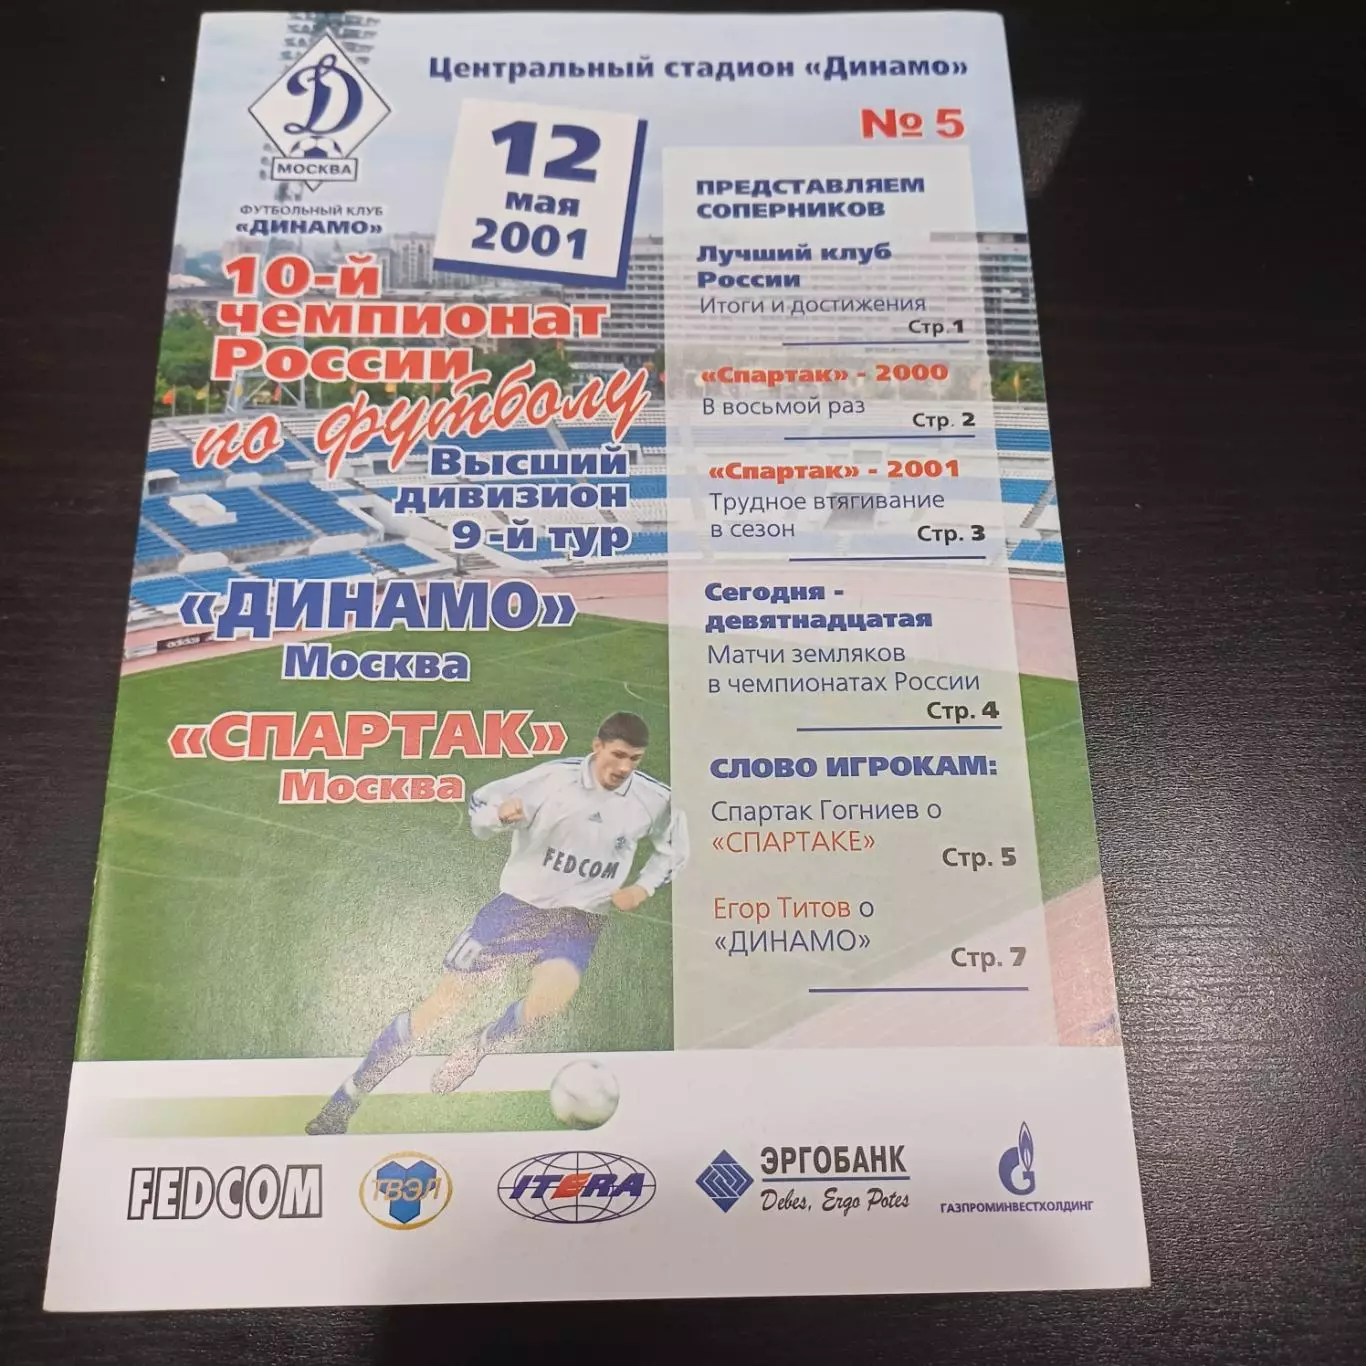 Центральный стадион «Динамо»
МОСКВА
ФУТБОЛЬНЫЙ КЛУБ
«ДИНАМО»
12
мая
2001
№ 5
10-й
чемпионат
России
по футболу
Высший
дивизион
9-й тур
«ДИНАМО»
Москва
«СПАРТАК»
Москва
ПРЕДСТАВЛЯЕМ
СОПЕРНИКОВ
Лучший клуб
России
Итоги и достижения
Стр.1
«Спартак» - 2000
В восьмой раз
Стр. 2
«Спартак» - 2001
Трудное втягивание
в сезон
Стр. 3
Сегодня -
девятнадцатая
Матчи земляков
в чемпионатах России
Стр. 4
СЛОВО ИГРОКАМ:
Спартак Гогниев о
«СПАРТАКЕ»
Стр. 5
Егор Титов о
«ДИНАМО»
Стр. 7
adidas
FEDCOM
10
FEDCOM
ТВЭЛ
ITERA
ЭРГОБАНК
Debes, Ergo Potes
ГАЗПРОМИНВЕСТХОЛДИНГ